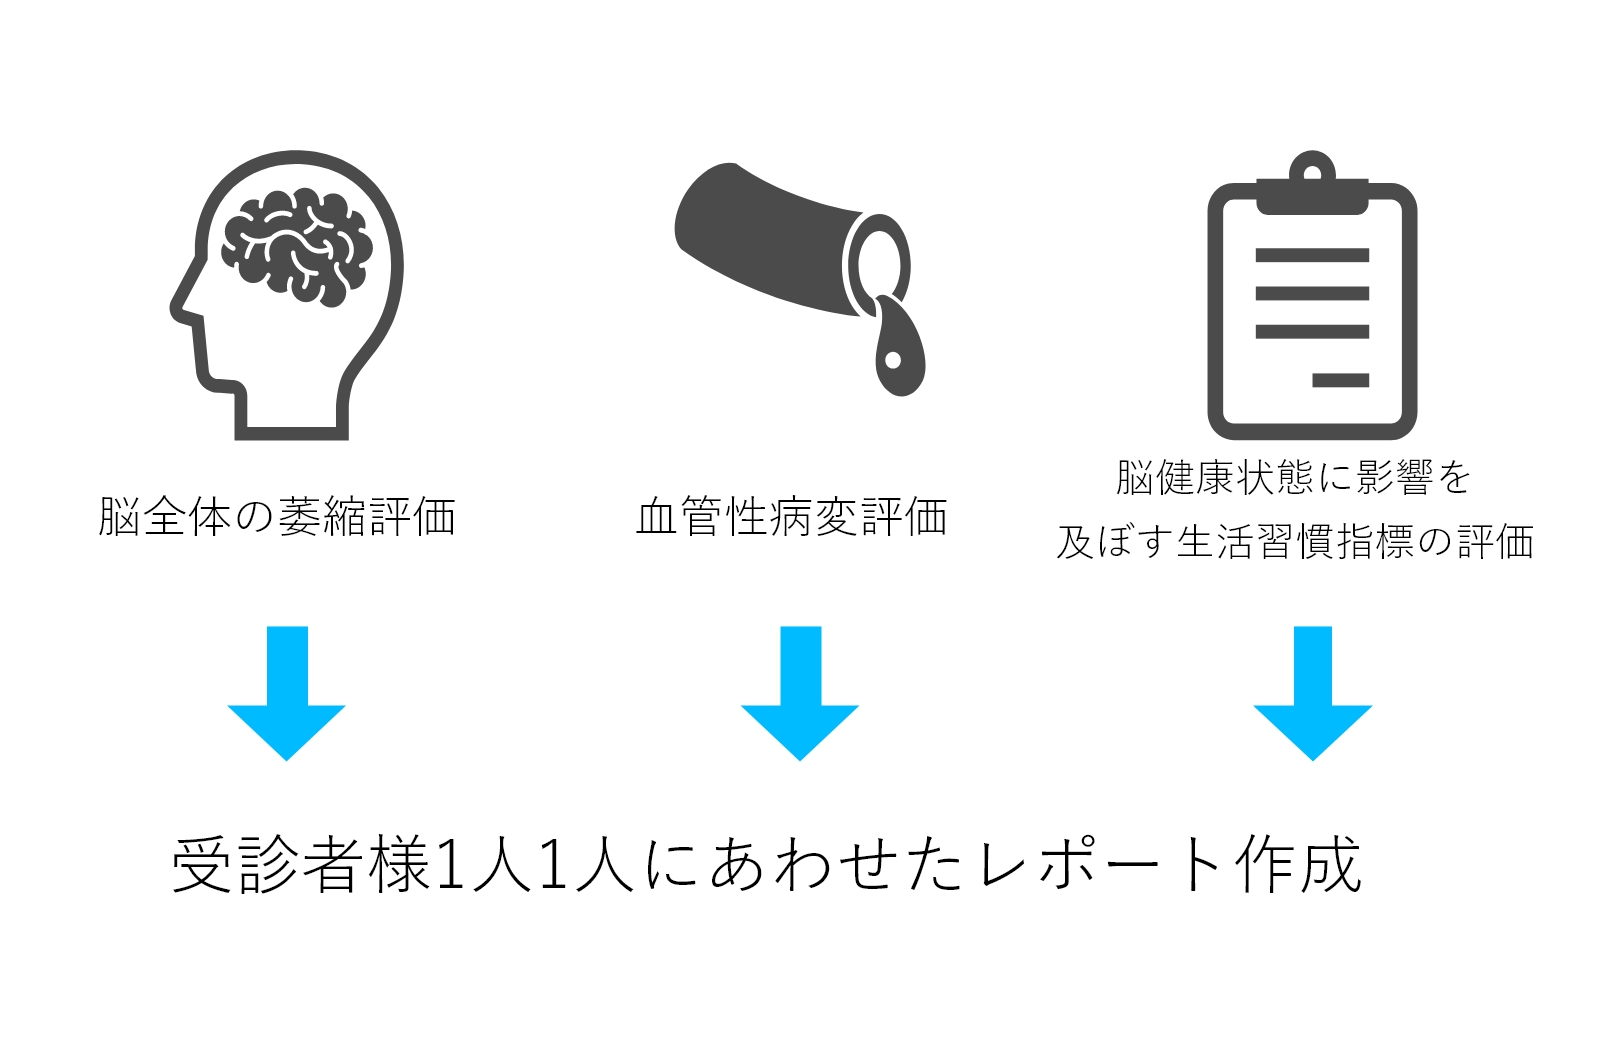 脳全体の萎縮評価
血管性病変評価
脳健康状態に影響を
及ぼす生活習慣指標の評価
受診者様1人1人にあわせたレポート作成